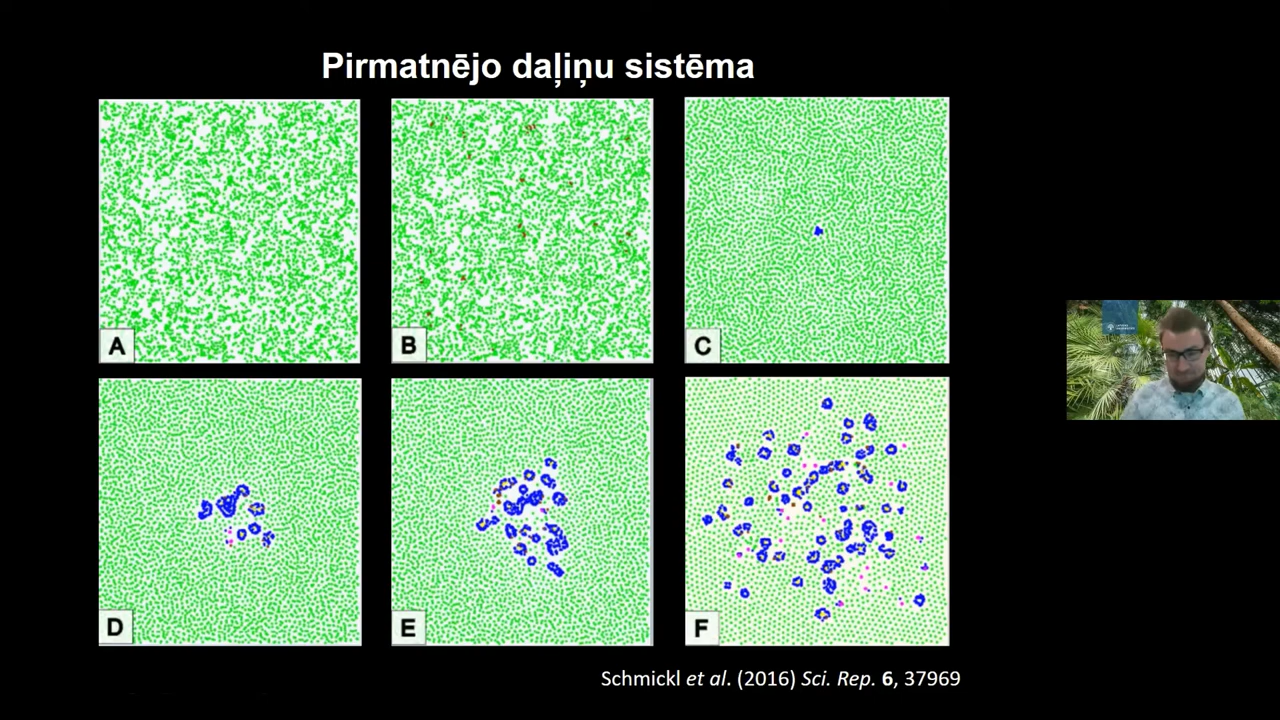 Pirmatnējo daļiņu sistēma
A
B
C
D
E
F
Schmickl et al. (2016) Sci. Rep. 6, 37969